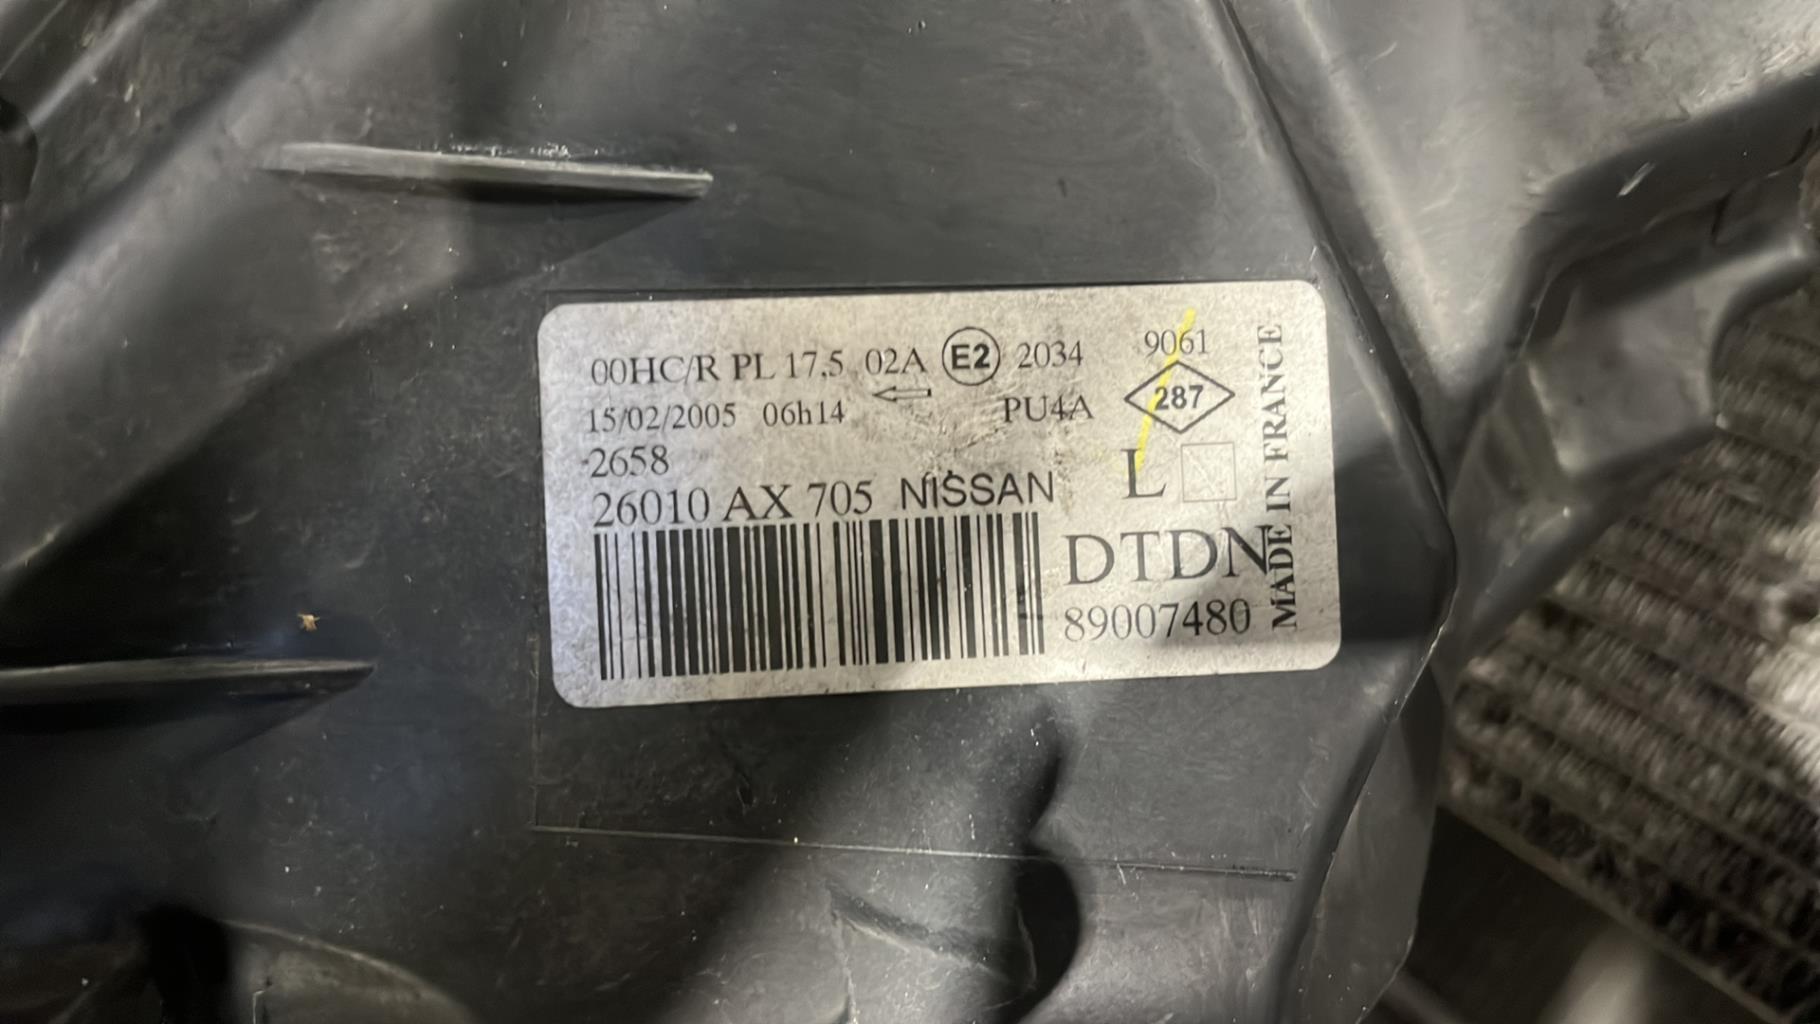 00HC/R PL 17,5 02A E2 2034 9061
15/02/2005 06h14 PU4A 287
2658 L
26010 AX 705 NISSAN
DTDN
89007480
MADE IN FRANCE